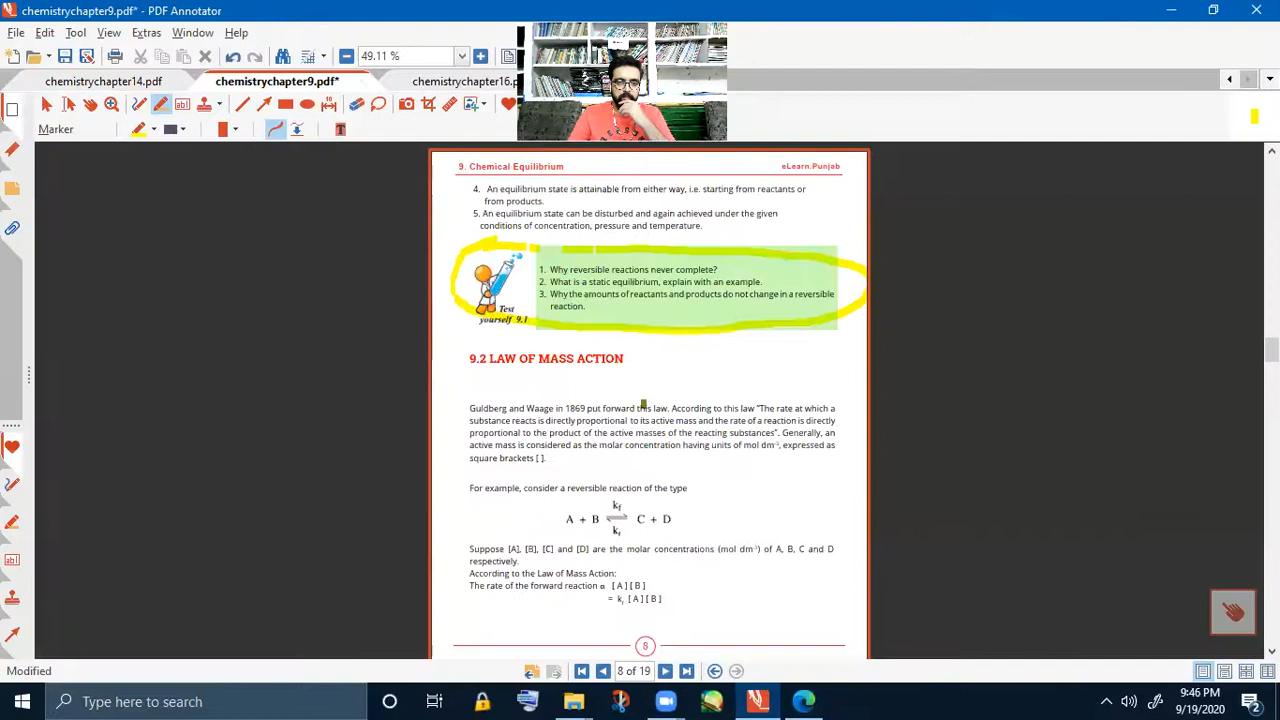 chemistrychapter9.pdf* - PDF Annotator
File Edit Tool View Insert Extras Window Help
49.11 %
chemistrychapter14.pdf chemistrychapter9.pdf* chemistrychapter16.p
Marker
9. Chemical Equilibrium eLearn.Punjab
4. An equilibrium state is attainable from either way, i.e. starting from reactants or
from products.
5. An equilibrium state can be disturbed and again achieved under the given
conditions of concentration, pressure and temperature.
1. Why reversible reactions never complete?
2. What is a static equilibrium, explain with an example.
3. Why the amounts of reactants and products do not change in a reversible
reaction.
Test
yourself 9.1
9.2 LAW OF MASS ACTION
Guldberg and Waage in 1869 put forward this law. According to this law "The rate at which a
substance reacts is directly proportional to its active mass and the rate of a reaction is directly
proportional to the product of the active masses of the reacting substances". Generally, an
active mass is considered as the molar concentration having units of mol dm⁻³, expressed as
square brackets [ ].
For example, consider a reversible reaction of the type
kf
A + B ⇌ C + D
kr
Suppose [A], [B], [C] and [D] are the molar concentrations (mol dm⁻³) of A, B, C and D
respectively.
According to the Law of Mass Action:
The rate of the forward reaction α [ A ] [ B ]
= kf [ A ] [ B ]
8
8 of 19
Modified
Type here to search
9:46 PM
9/19/2020
2